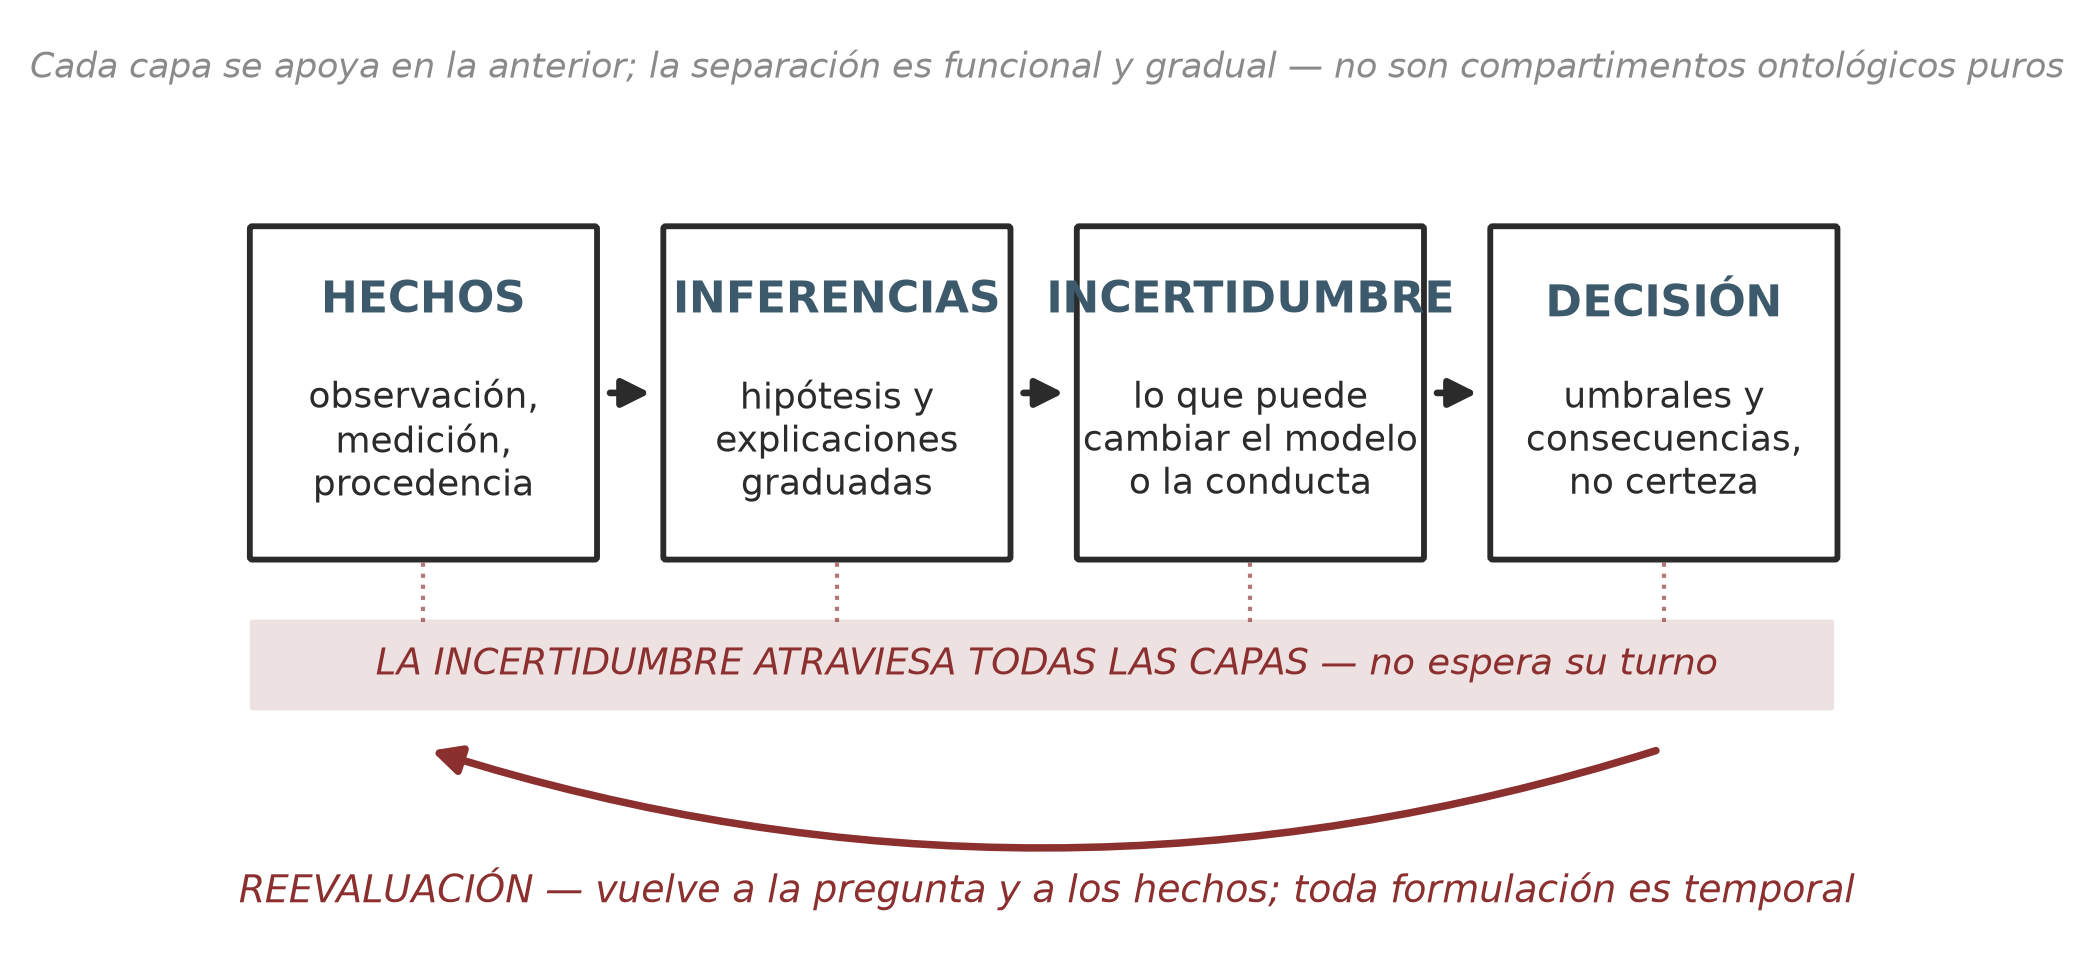 Cada capa se apoya en la anterior; la separación es funcional y gradual — no son compartimentos ontológicos puros
HECHOS
observación,
medición,
procedencia
INFERENCIAS
hipótesis y
explicaciones
graduadas
INCERTIDUMBRE
lo que puede
cambiar el modelo
o la conducta
DECISIÓN
umbrales y
consecuencias,
no certeza
LA INCERTIDUMBRE ATRAVIESA TODAS LAS CAPAS — no espera su turno
REEVALUACIÓN — vuelve a la pregunta y a los hechos; toda formulación es temporal